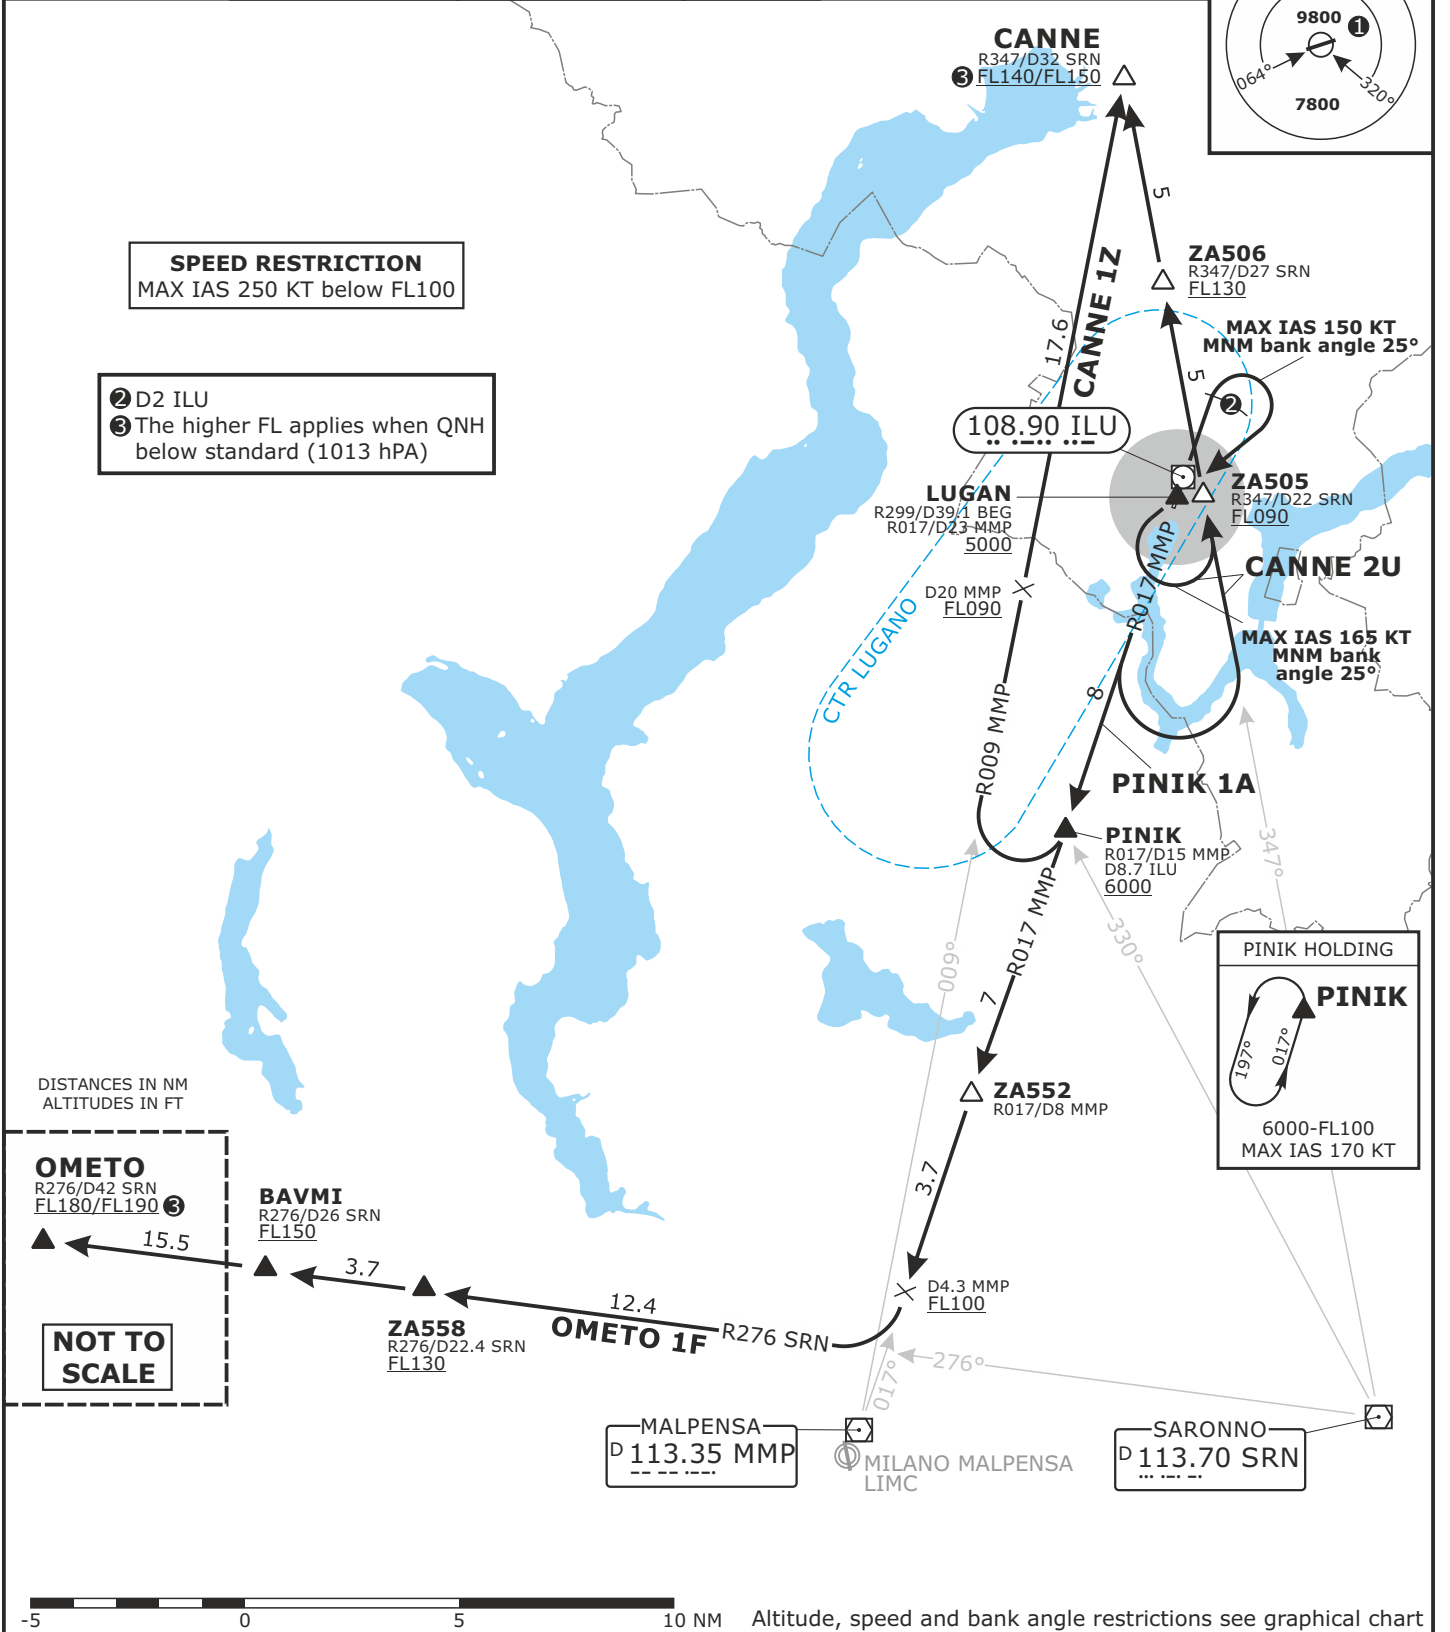 9800 1
064°
320°
7800
CANNE
R347/D32 SRN
3 FL140/FL150
5
ZA506
R347/D27 SRN
FL130
SPEED RESTRICTION
MAX IAS 250 KT below FL100
CANNE 1Z
17.6
MAX IAS 150 KT
MNM bank angle 25°
5
2
2 D2 ILU
3 The higher FL applies when QNH
below standard (1013 hPA)
108.90 ILU
LUGAN
R299/D39.1 BEG
R017/D23 MMP
5000
ZA505
R347/D22 SRN
FL090
R017 MMP
CANNE 2U
D20 MMP
FL090
CTR LUGANO
MAX IAS 165 KT
MNM bank
angle 25°
R009 MMP
8
PINIK 1A
PINIK
R017/D15 MMP
D8.7 ILU
6000
347°
009°
R017 MMP
330°
7
PINIK HOLDING
PINIK
197°
017°
6000-FL100
MAX IAS 170 KT
DISTANCES IN NM
ALTITUDES IN FT
ZA552
R017/D8 MMP
3.7
OMETO
R276/D42 SRN
FL180/FL190 3
BAVMI
R276/D26 SRN
FL150
15.5
3.7
12.4
D4.3 MMP
FL100
ZA558
R276/D22.4 SRN
FL130
OMETO 1F
R276 SRN
NOT TO
SCALE
276°
017°
MALPENSA
D 113.35 MMP
MILANO MALPENSA
LIMC
SARONNO
D 113.70 SRN
-5 0 5 10 NM
Altitude, speed and bank angle restrictions see graphical chart